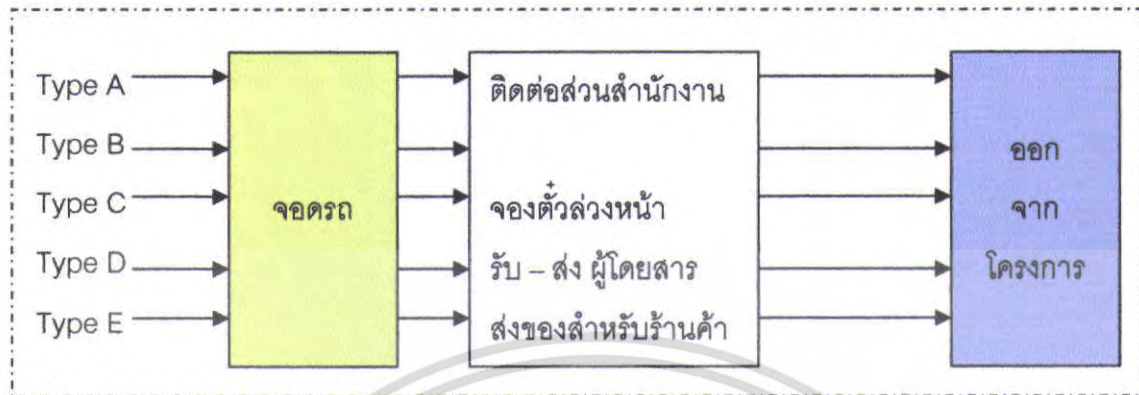 Type A
Type B
Type C
Type D
Type E
จอดรถ
ติดต่อส่วนสำนักงาน
จองตั๋วล่วงหน้า
รับ – ส่ง ผู้โดยสาร
ส่งของสำหรับร้านค้า
ออก
จาก
โครงการ